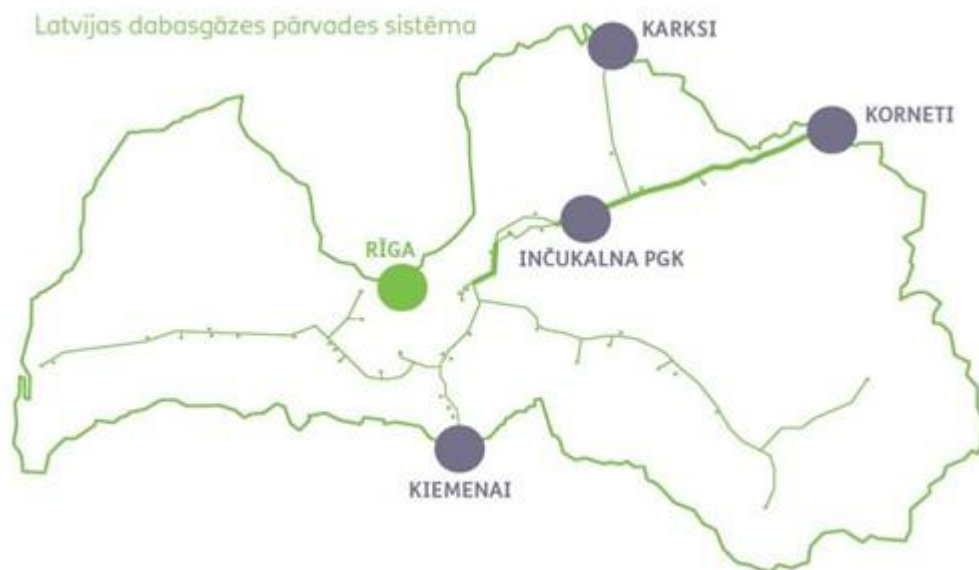 Latvijas dabasgāzes pārvades sistēma
KARKSI
KORNETI
RĪGA
INČUKALNA PGK
KIEMENAI